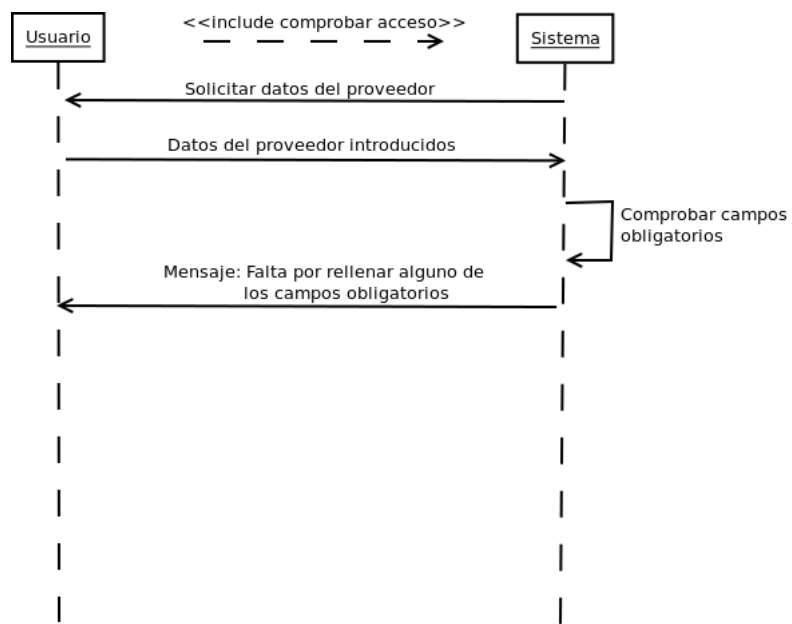 <<include comprobar acceso>>
Usuario
Sistema
Solicitar datos del proveedor
Datos del proveedor introducidos
Comprobar campos
obligatorios
Mensaje: Falta por rellenar alguno de
los campos obligatorios